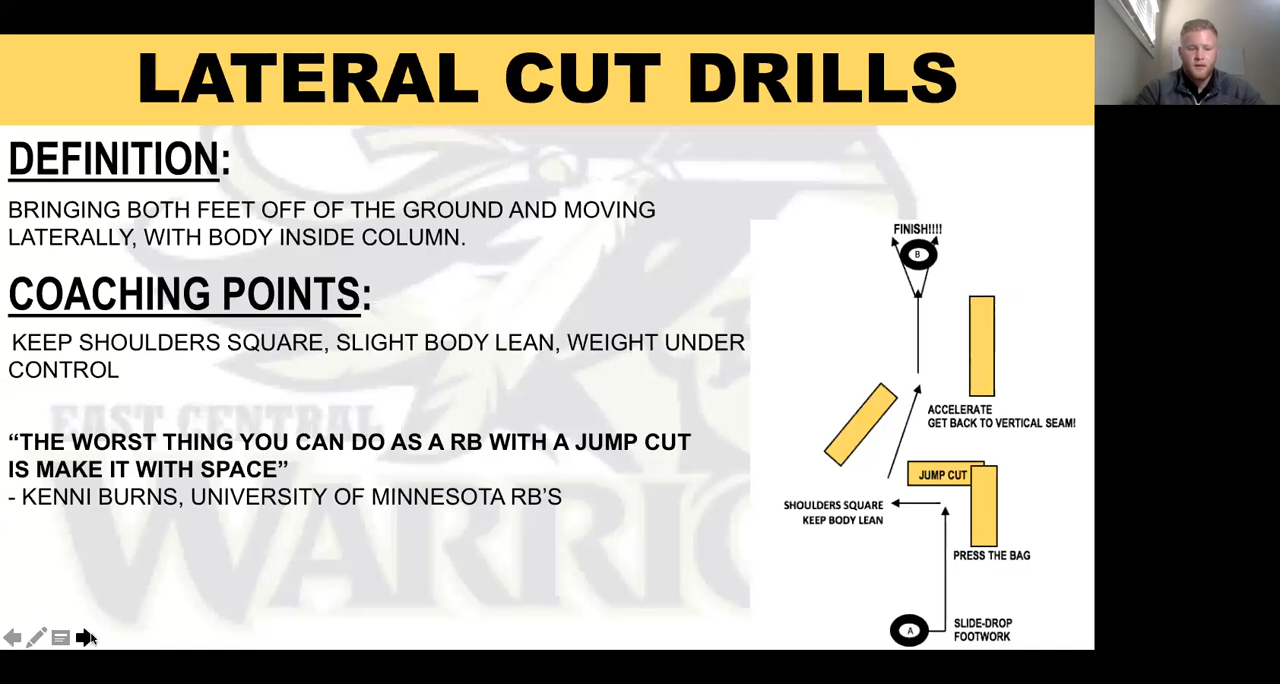 LATERAL CUT DRILLS
DEFINITION:
BRINGING BOTH FEET OFF OF THE GROUND AND MOVING
LATERALLY, WITH BODY INSIDE COLUMN.
COACHING POINTS:
KEEP SHOULDERS SQUARE, SLIGHT BODY LEAN, WEIGHT UNDER
CONTROL
EAST CENTRAL
WARRIO
“THE WORST THING YOU CAN DO AS A RB WITH A JUMP CUT
IS MAKE IT WITH SPACE”
- KENNI BURNS, UNIVERSITY OF MINNESOTA RB'S
FINISH!!!!
B
ACCELERATE
GET BACK TO VERTICAL SEAM!
JUMP CUT
SHOULDERS SQUARE
KEEP BODY LEAN
PRESS THE BAG
A
SLIDE-DROP
FOOTWORK